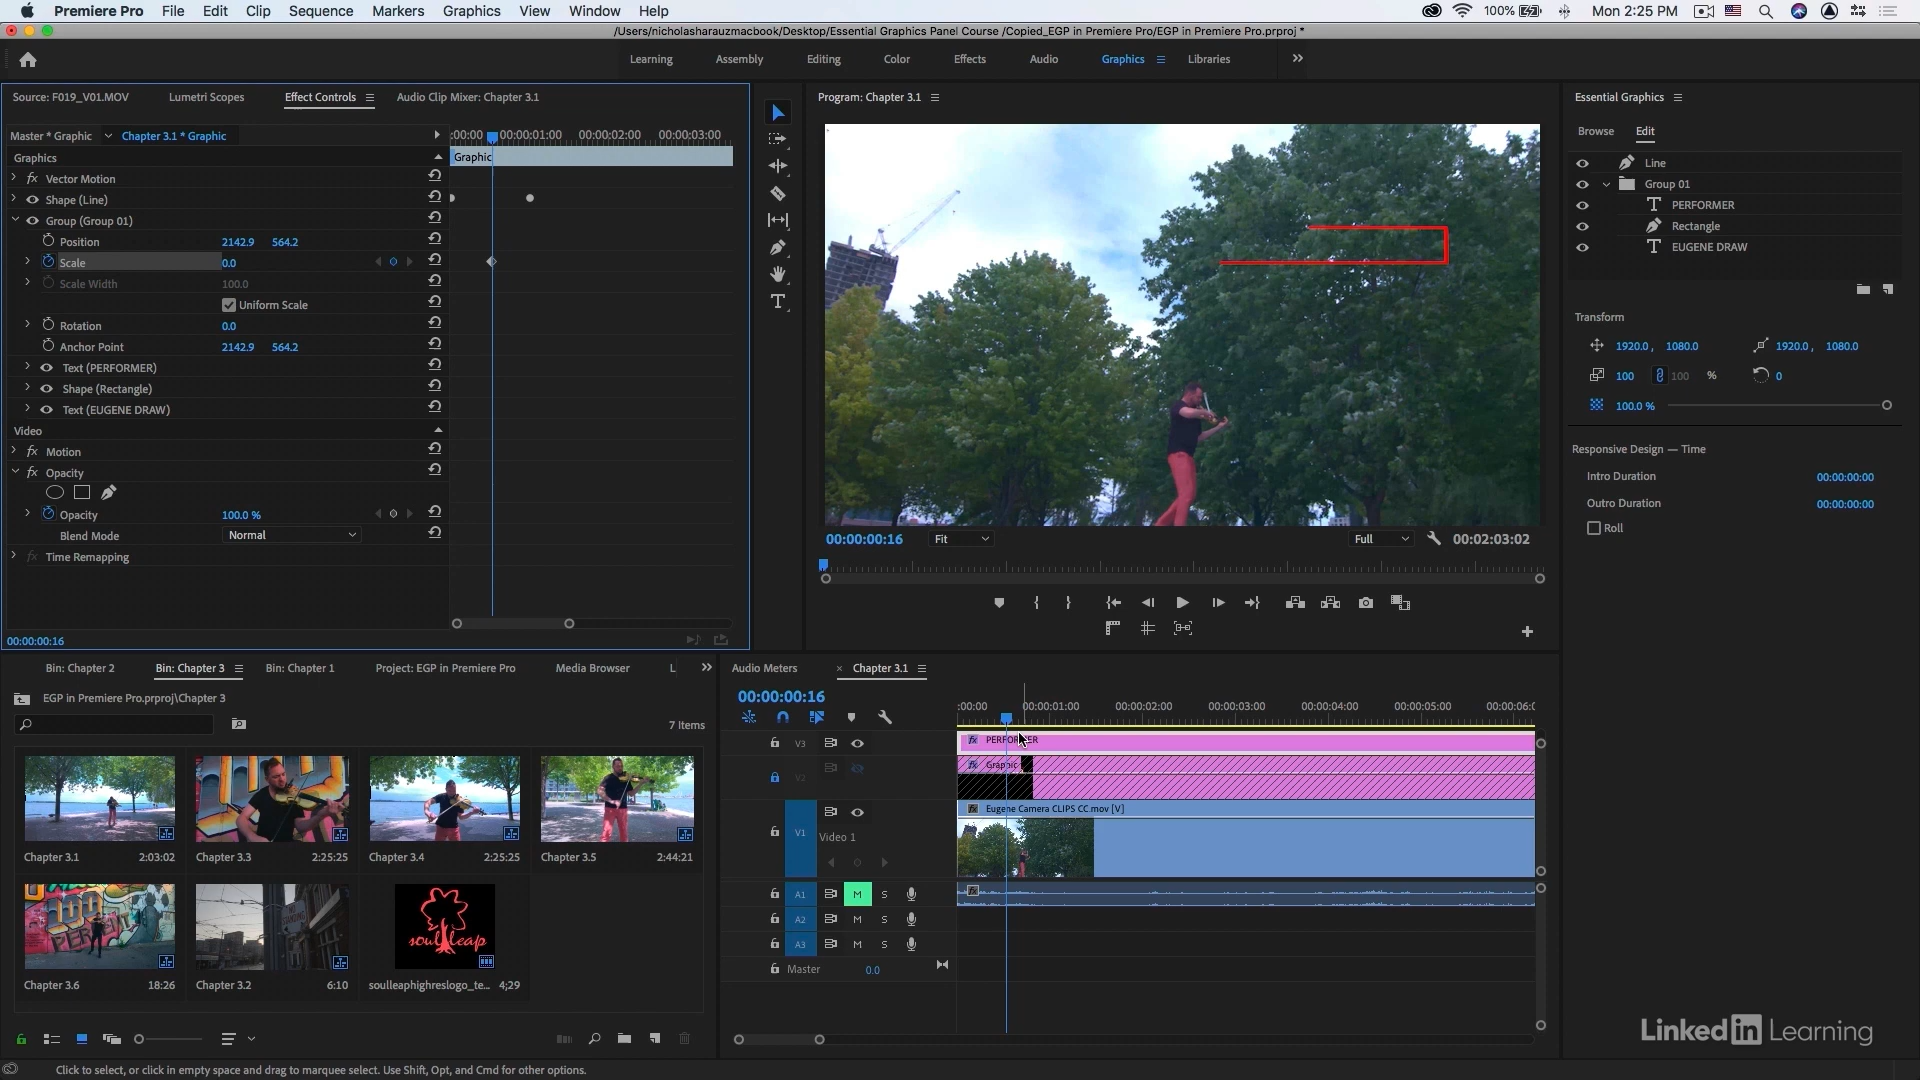 Premiere Pro File Edit Clip Sequence Markers Graphics View Window Help 100% Mon 2:25 PM
/Users/nicholasharauzmacbook/Desktop/Essential Graphics Panel Course /Copied_EGP in Premiere Pro/EGP in Premiere Pro.prproj *
Learning Assembly Editing Color Effects Audio Graphics Libraries
Source: F019_V01.MOV Lumetri Scopes Effect Controls Audio Clip Mixer: Chapter 3.1
Program: Chapter 3.1
Essential Graphics
Browse Edit
Master * Graphic Chapter 3.1 * Graphic :00:00 00:00:01:00 00:00:02:00 00:00:03:00
Graphics
Graphic
Vector Motion
Shape (Line)
Group (Group 01)
Position 2142.9 564.2
Scale 0.0
Scale Width 100.0
Uniform Scale
Rotation 0.0
Anchor Point 2142.9 564.2
Text (PERFORMER)
Shape (Rectangle)
Text (EUGENE DRAW)
Video
Motion
Opacity
Opacity 100.0 %
Blend Mode Normal
Time Remapping
00:00:00:16
00:00:00:16 Fit Full 00:02:03:02
Line
Group 01
PERFORMER
Rectangle
EUGENE DRAW
Transform
1920.0 , 1080.0 1920.0 , 1080.0
100 100 % 0
100.0 %
Responsive Design — Time
Intro Duration 00:00:00:00
Outro Duration 00:00:00:00
Roll
Bin: Chapter 2 Bin: Chapter 3 Bin: Chapter 1 Project: EGP in Premiere Pro Media Browser L
EGP in Premiere Pro.prproj\Chapter 3
7 Items
Chapter 3.1 2:03:02
Chapter 3.3 2:25:25
Chapter 3.4 2:25:25
Chapter 3.5 2:44:21
soulleap
Chapter 3.6 18:26
Chapter 3.2 6:10
soulleaphighreslogo_te... 4;29
Audio Meters × Chapter 3.1
00:00:00:16
:00:00 00:00:01:00 00:00:02:00 00:00:03:00 00:00:04:00 00:00:05:00 00:00:06:0
V3 PERFORMER
V2 Graphic
V1 Video 1 Eugene Camera CLIPS CC.mov [V]
A1 M S
A2 M S
A3 M S
Master 0.0
Linked in Learning
Click to select, or click in empty space and drag to marquee select. Use Shift, Opt, and Cmd for other options.